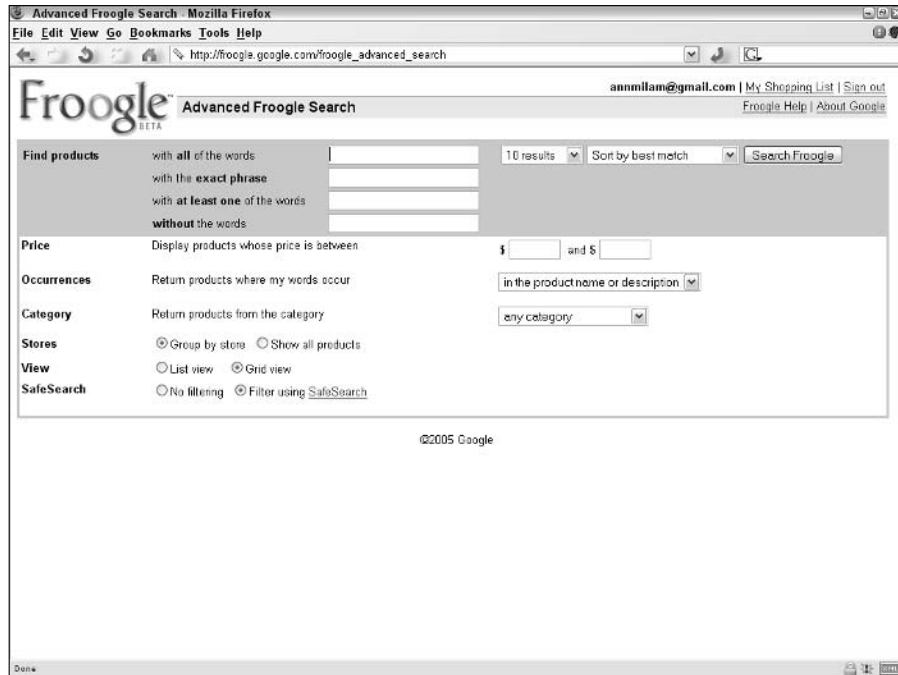 Advanced Froogle Search - Mozilla Firefox
File Edit View Go Bookmarks Tools Help
http://froogle.google.com/froogle_advanced_search
G
annmilam@gmail.com | My Shopping List | Sign out
Froogle™ BETA Advanced Froogle Search
Froogle Help | About Google
Find products with all of the words 10 results Sort by best match Search Froogle
with the exact phrase
with at least one of the words
without the words
Price Display products whose price is between $ and $
Occurrences Return products where my words occur in the product name or description
Category Return products from the category any category
Stores Group by store Show all products
View List view Grid view
SafeSearch No filtering Filter using SafeSearch
©2005 Google
Done